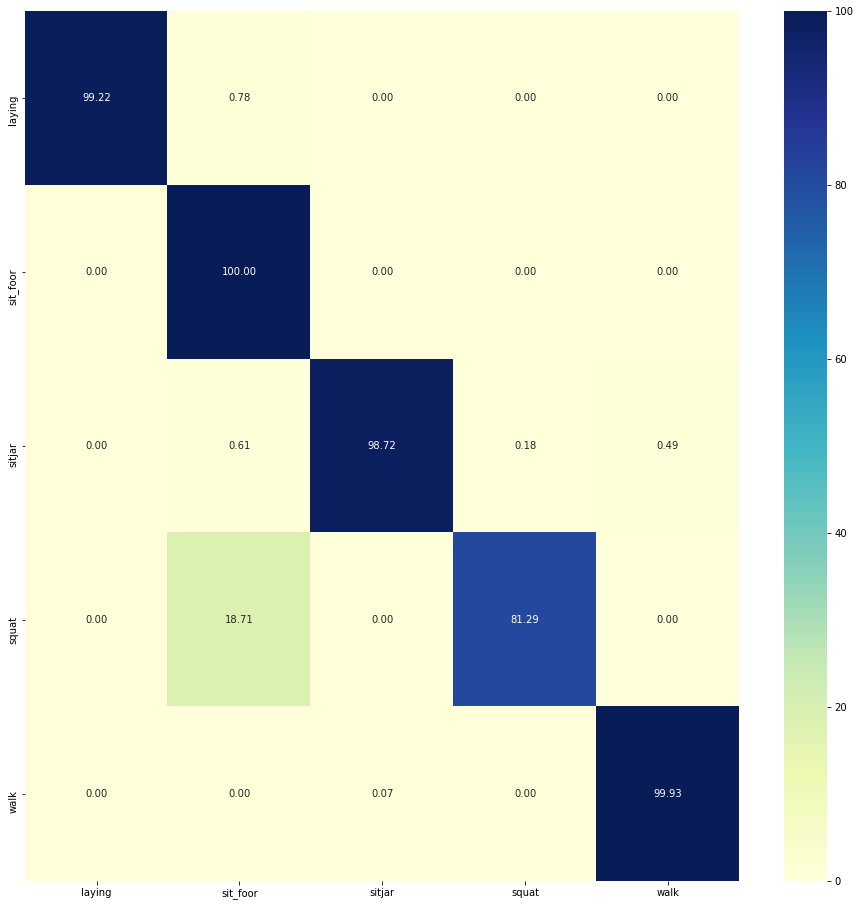 100
laying 99.22 0.78 0.00 0.00 0.00
80
sit_foor 0.00 100.00 0.00 0.00 0.00
60
sitjar 0.00 0.61 98.72 0.18 0.49
40
squat 0.00 18.71 0.00 81.29 0.00
20
walk 0.00 0.00 0.07 0.00 99.93
0
laying sit_foor sitjar squat walk